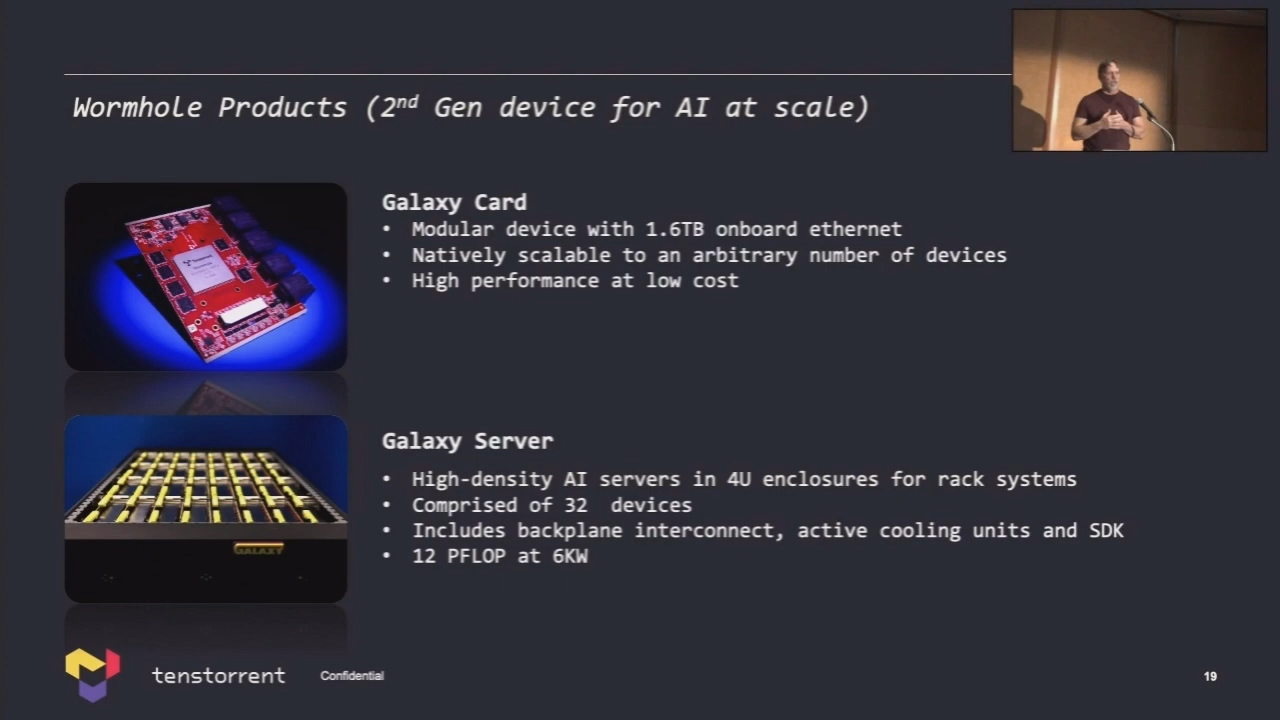 Wormhole Products (2nd Gen device for AI at scale)
Galaxy Card
• Modular device with 1.6TB onboard ethernet
• Natively scalable to an arbitrary number of devices
• High performance at low cost
Galaxy Server
• High-density AI servers in 4U enclosures for rack systems
• Comprised of 32 devices
• Includes backplane interconnect, active cooling units and SDK
• 12 PFLOP at 6KW
GALAXY
tenstorrent
Confidential
19